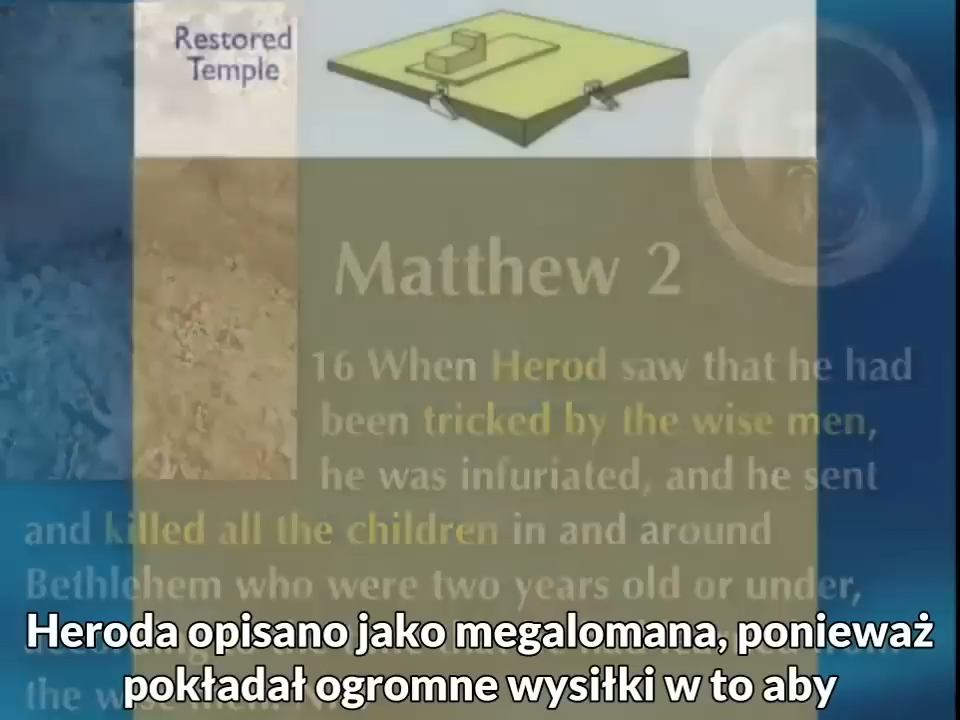 Restored
Temple
Matthew 2
16 When Herod saw that he had
been tricked by the wise men,
he was infuriated, and he sent
and killed all the children in and around
Bethlehem who were two years old or under,
the
Heroda opisano jako megalomana, ponieważ
pokładał ogromne wysiłki w to aby